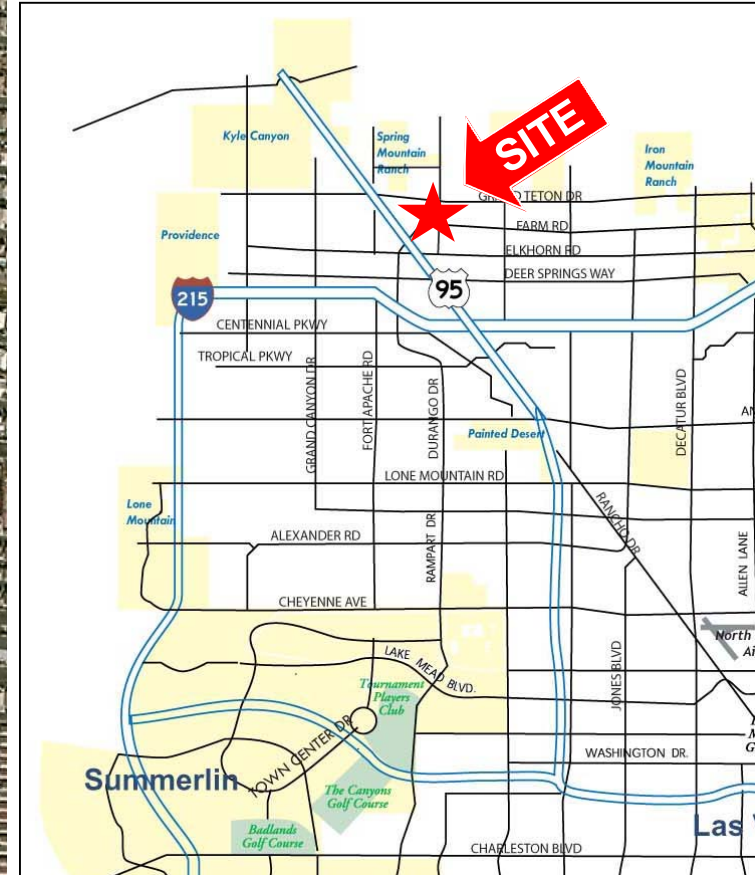 SITE
Kyle Canyon
Spring
Mountain
Ranch
Iron
Mountain
Ranch
GRAND TETON DR
FARM RD
ELKHORN RD
DEER SPRINGS WAY
Providence
215
95
CENTENNIAL PKWY
TROPICAL PKWY
GRAND CANYON DR
FORT APACHE RD
DURANGO DR
DECATUR BLVD
AN
Painted Desert
LONE MOUNTAIN RD
Lone
Mountain
RANCHO DR
ALEXANDER RD
RAMPART DR
ALLEN LANE
CHEYENNE AVE
North
Ai
JONES BLVD
LAKE MEAD BLVD.
Tournament
Players
Club
TOWN CENTER DR
M
G
WASHINGTON DR.
Summerlin
The Canyons
Golf Course
Las V
Badlands
Golf Course
CHARLESTON BLVD